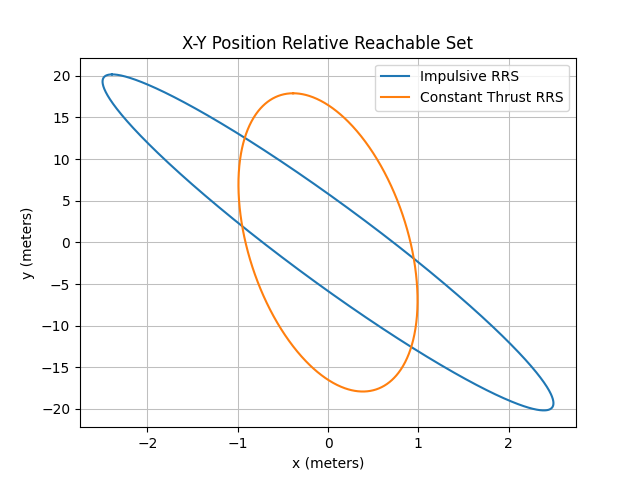 X-Y Position Relative Reachable Set
Impulsive RRS
Constant Thrust RRS
20
15
10
5
0
−5
−10
−15
−20
y (meters)
−2
−1
0
1
2
x (meters)